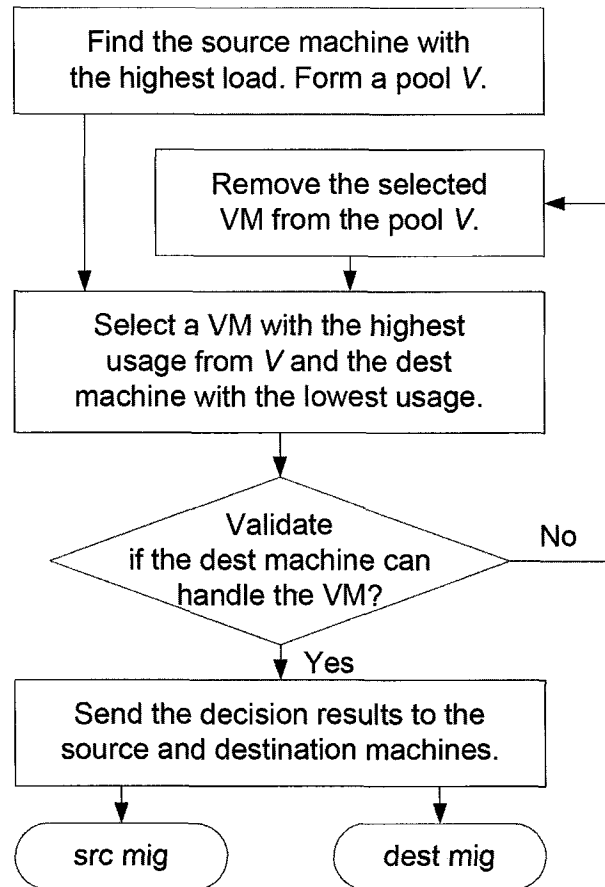 Find the source machine with
the highest load. Form a pool V.
Remove the selected
VM from the pool V.
Select a VM with the highest
usage from V and the dest
machine with the lowest usage.
Validate
if the dest machine can
handle the VM?
No
Yes
Send the decision results to the
source and destination machines.
src mig
dest mig